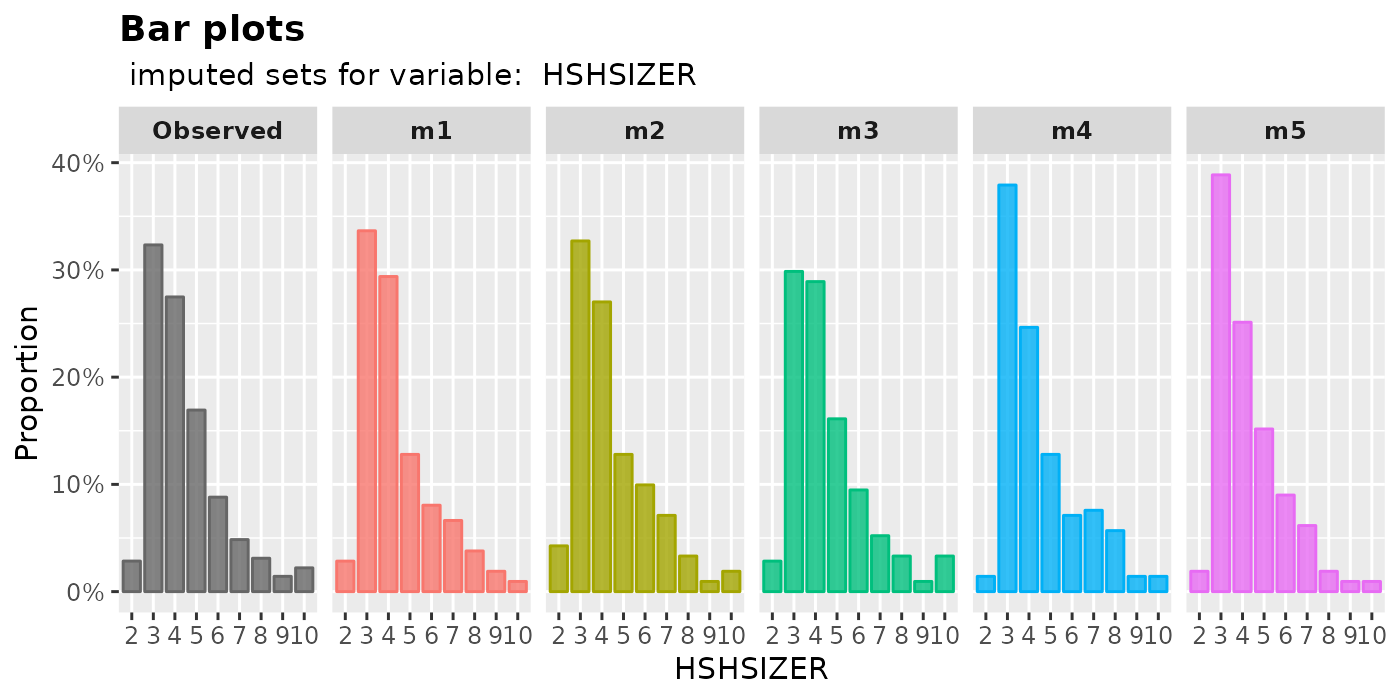 Bar plots
imputed sets for variable:  HSHSIZER
Observed m1 m2 m3 m4 m5
40%
30%
20%
10%
0%
Proportion
2 3 4 5 6 7 8 9 10 2 3 4 5 6 7 8 9 10 2 3 4 5 6 7 8 9 10 2 3 4 5 6 7 8 9 10 2 3 4 5 6 7 8 9 10 2 3 4 5 6 7 8 9 10
HSHSIZER